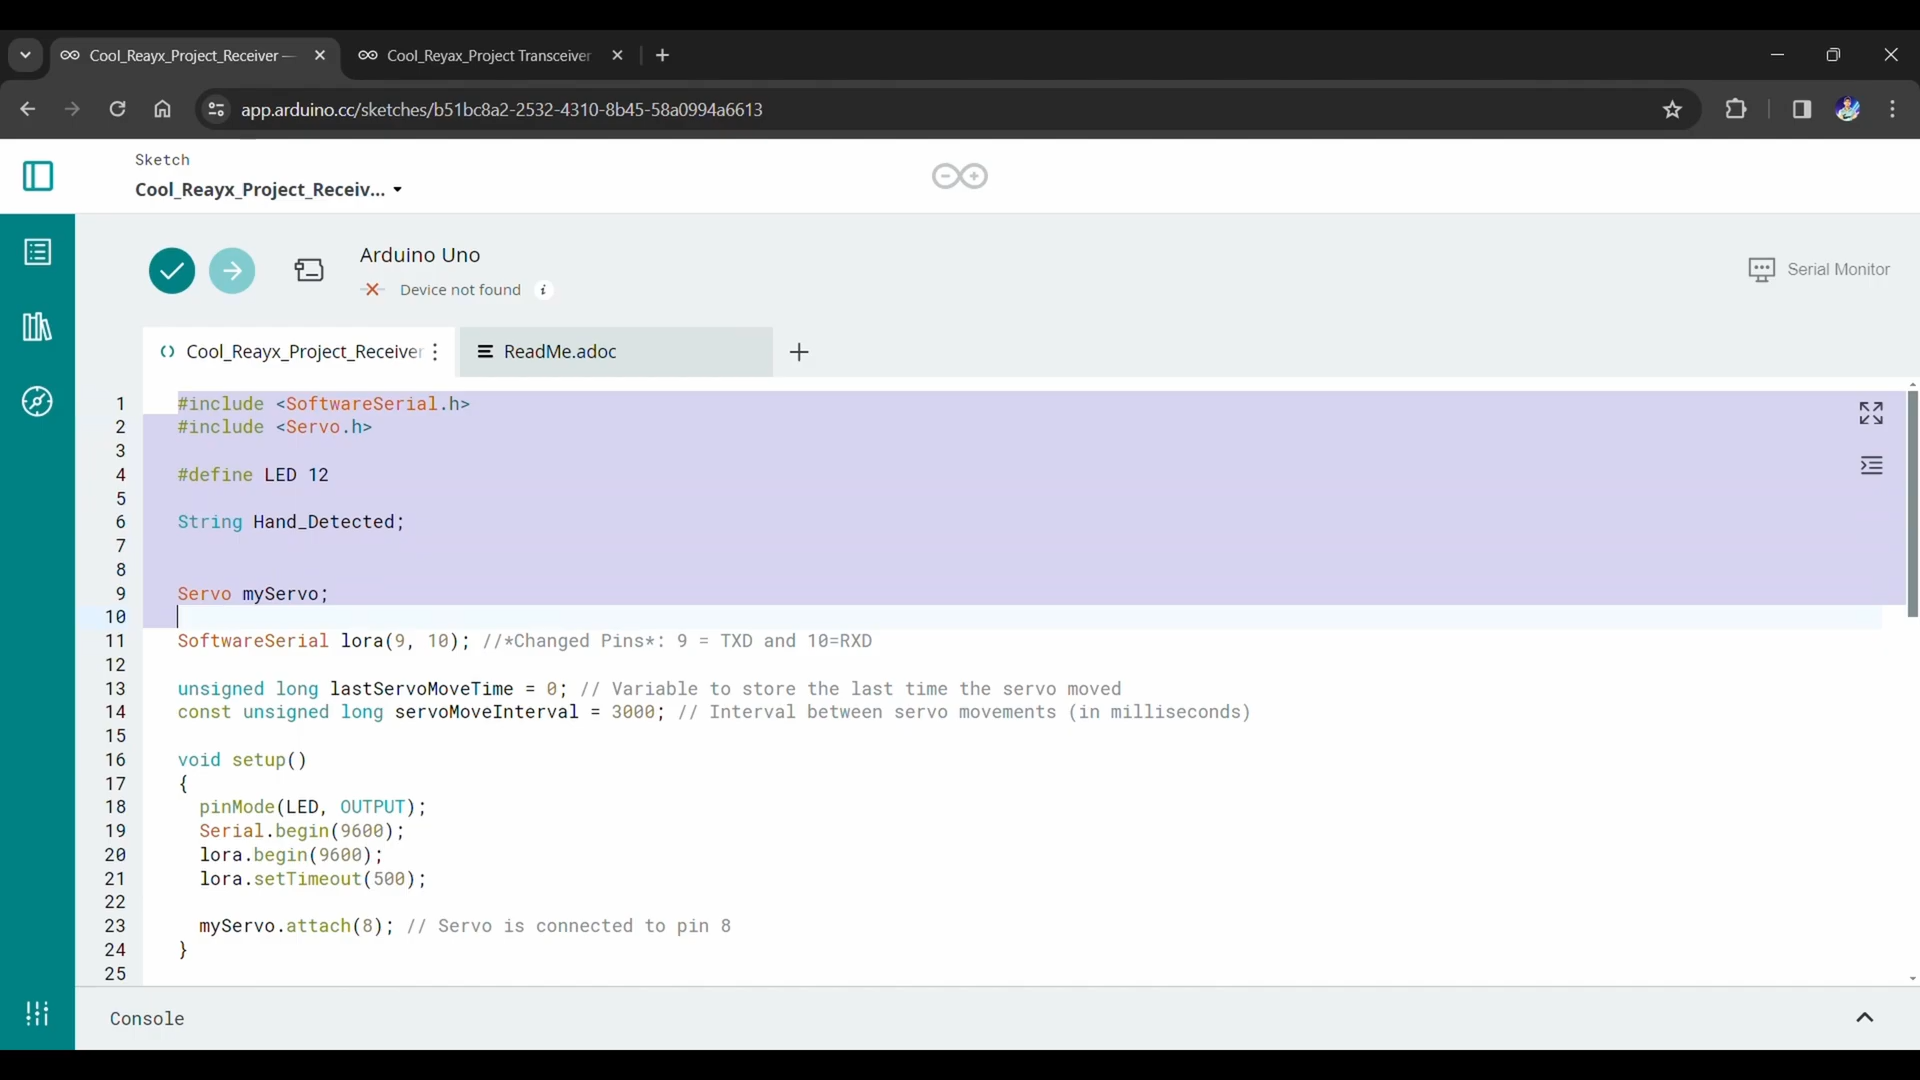 Cool_Reayx_Project_Receiver —
Cool_Reyax_Project Transceiver
app.arduino.cc/sketches/b51bc8a2-2532-4310-8b45-58a0994a6613
Sketch
Cool_Reayx_Project_Receiv...
Arduino Uno
Device not found
Serial Monitor
Cool_Reayx_Project_Receiver
ReadMe.adoc
1 #include <SoftwareSerial.h>
2 #include <Servo.h>
3
4 #define LED 12
5
6 String Hand_Detected;
7
8
9 Servo myServo;
10
11 SoftwareSerial lora(9, 10); //*Changed Pins*: 9 = TXD and 10=RXD
12
13 unsigned long lastServoMoveTime = 0; // Variable to store the last time the servo moved
14 const unsigned long servoMoveInterval = 3000; // Interval between servo movements (in milliseconds)
15
16 void setup()
17 {
18 pinMode(LED, OUTPUT);
19 Serial.begin(9600);
20 lora.begin(9600);
21 lora.setTimeout(500);
22
23 myServo.attach(8); // Servo is connected to pin 8
24 }
25
Console